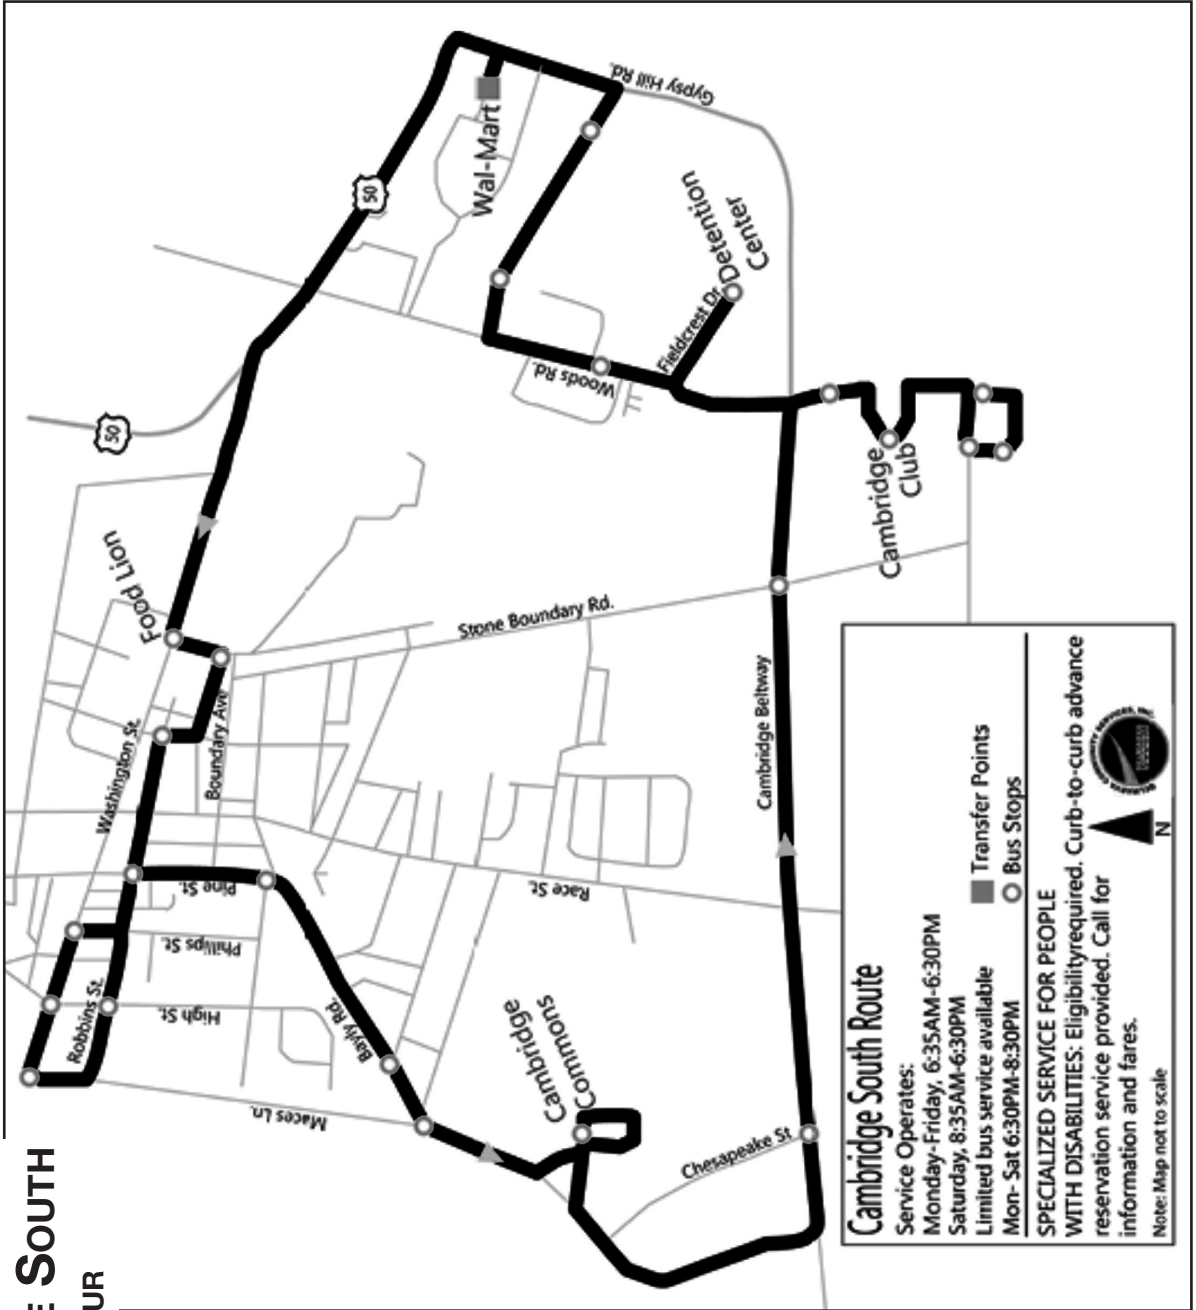 SOUTH
UR
50
50
Wal-Mart
Gypsy Hill Rd.
Detention
Center
Fieldcrest Dr.
Woods Rd.
Food Lion
Washington St.
Boundary Ave
Stone Boundary Rd.
Cambridge
Club
Cambridge Beltway
Pine St.
Race St.
Phillips St.
High St.
Robbins St.
Bayly Rd.
Maces Ln.
Cambridge
Commons
Chesapeake St
Cambridge South Route
Service Operates:
Monday-Friday, 6:35AM-6:30PM
Saturday, 8:35AM-6:30PM
Limited bus service available
Mon- Sat 6:30PM-8:30PM
Transfer Points
Bus Stops
SPECIALIZED SERVICE FOR PEOPLE
WITH DISABILITIES: Eligibilityrequired. Curb-to-curb advance
reservation service provided. Call for
information and fares.
Note: Map not to scale
N